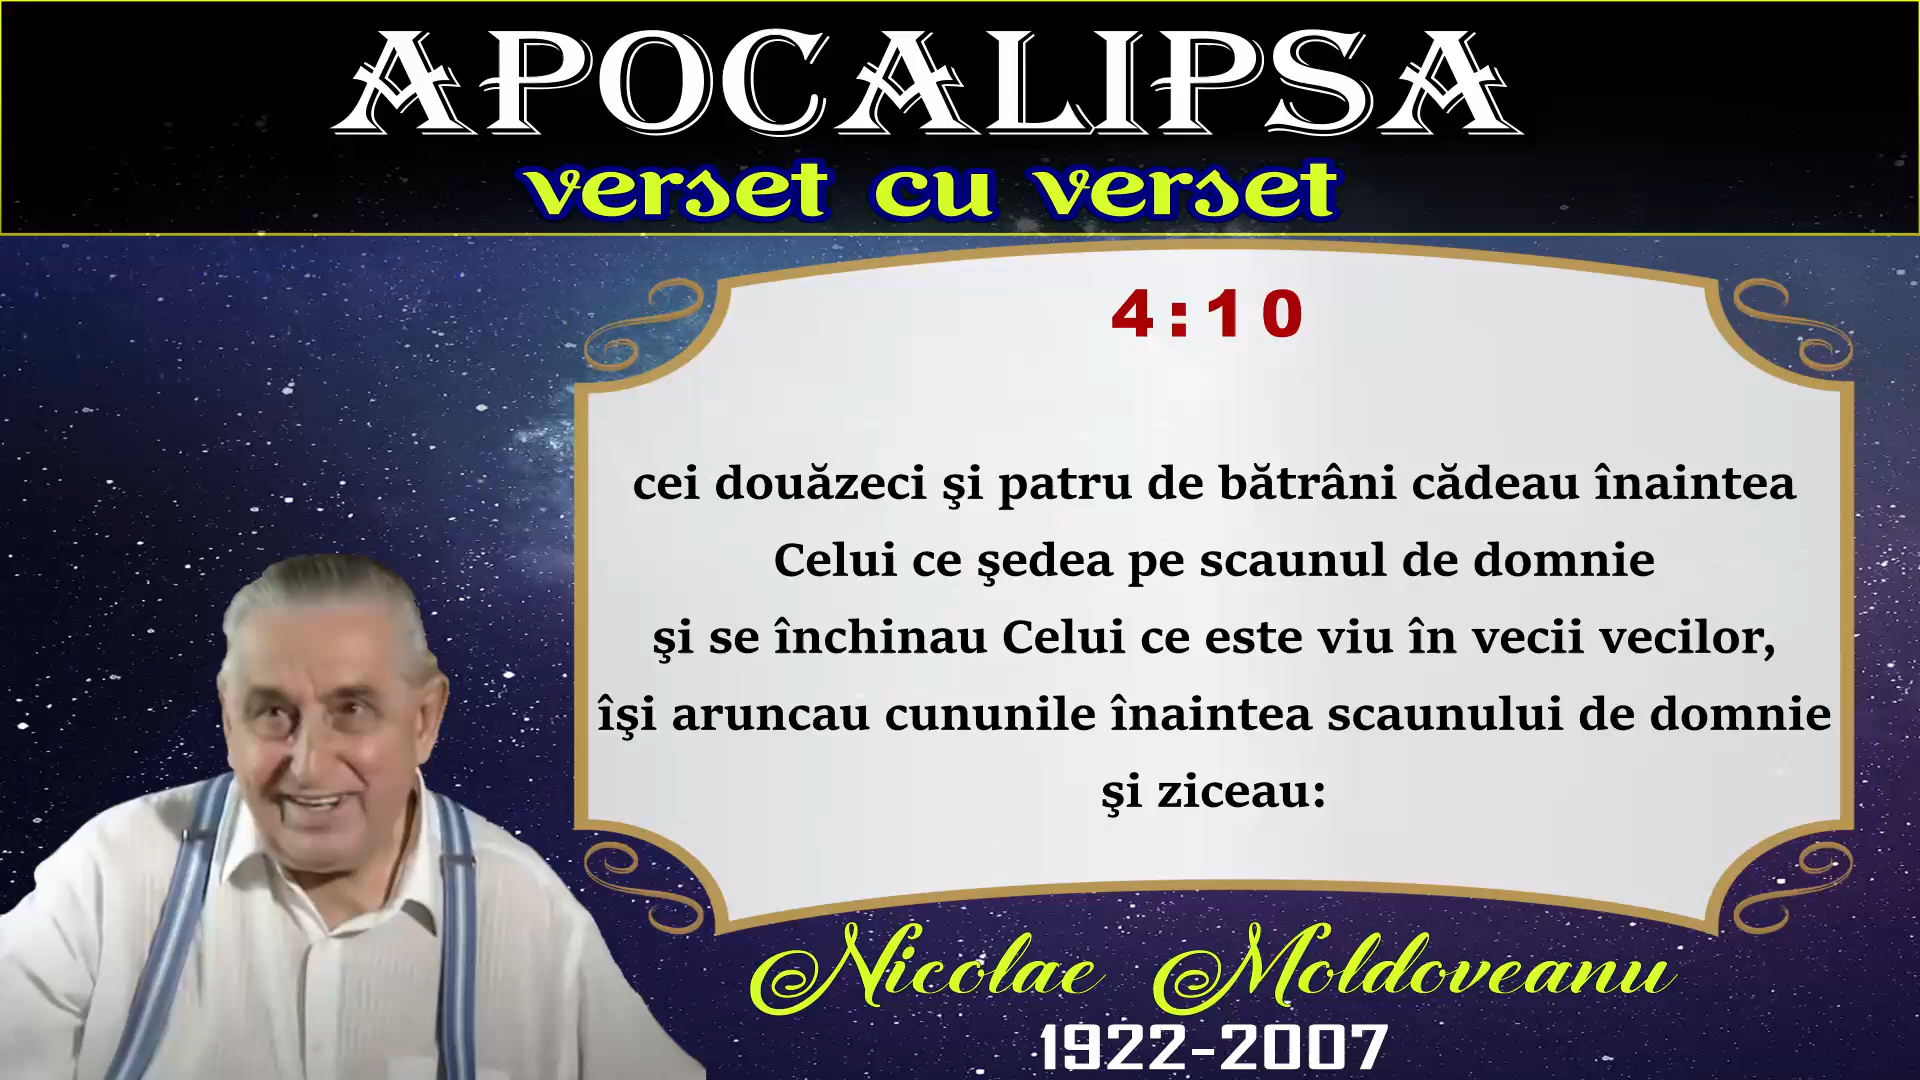 APOCALIPSA
verset cu verset
4:10
cei douăzeci şi patru de bătrâni cădeau înaintea
Celui ce şedea pe scaunul de domnie
şi se închinau Celui ce este viu în vecii vecilor,
îşi aruncau cununile înaintea scaunului de domnie
şi ziceau:
Nicolae Moldoveanu
1922-2007